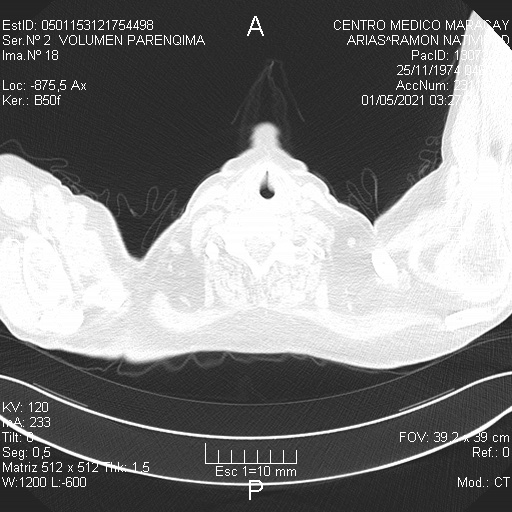 EstID: 0501153121754498
Ser.Nº 2 VOLUMEN PARENQIMA
Ima.Nº 18
Loc: -875,5 Ax
Ker.: B50f
A
CENTRO MEDICO MARACAY
ARIAS^RAMON
PacID:
25/11/1974
AccNum:
01/05/2021
KV: 120
mA: 233
Tilt: 0
Seg: 0,5
Matriz 512 x 512 Thk: 1.5
W:1200 L:-600
Esc 1=10 mm
P
FOV: 39.2 x 39 cm
Ref.: 0
Mod.: CT